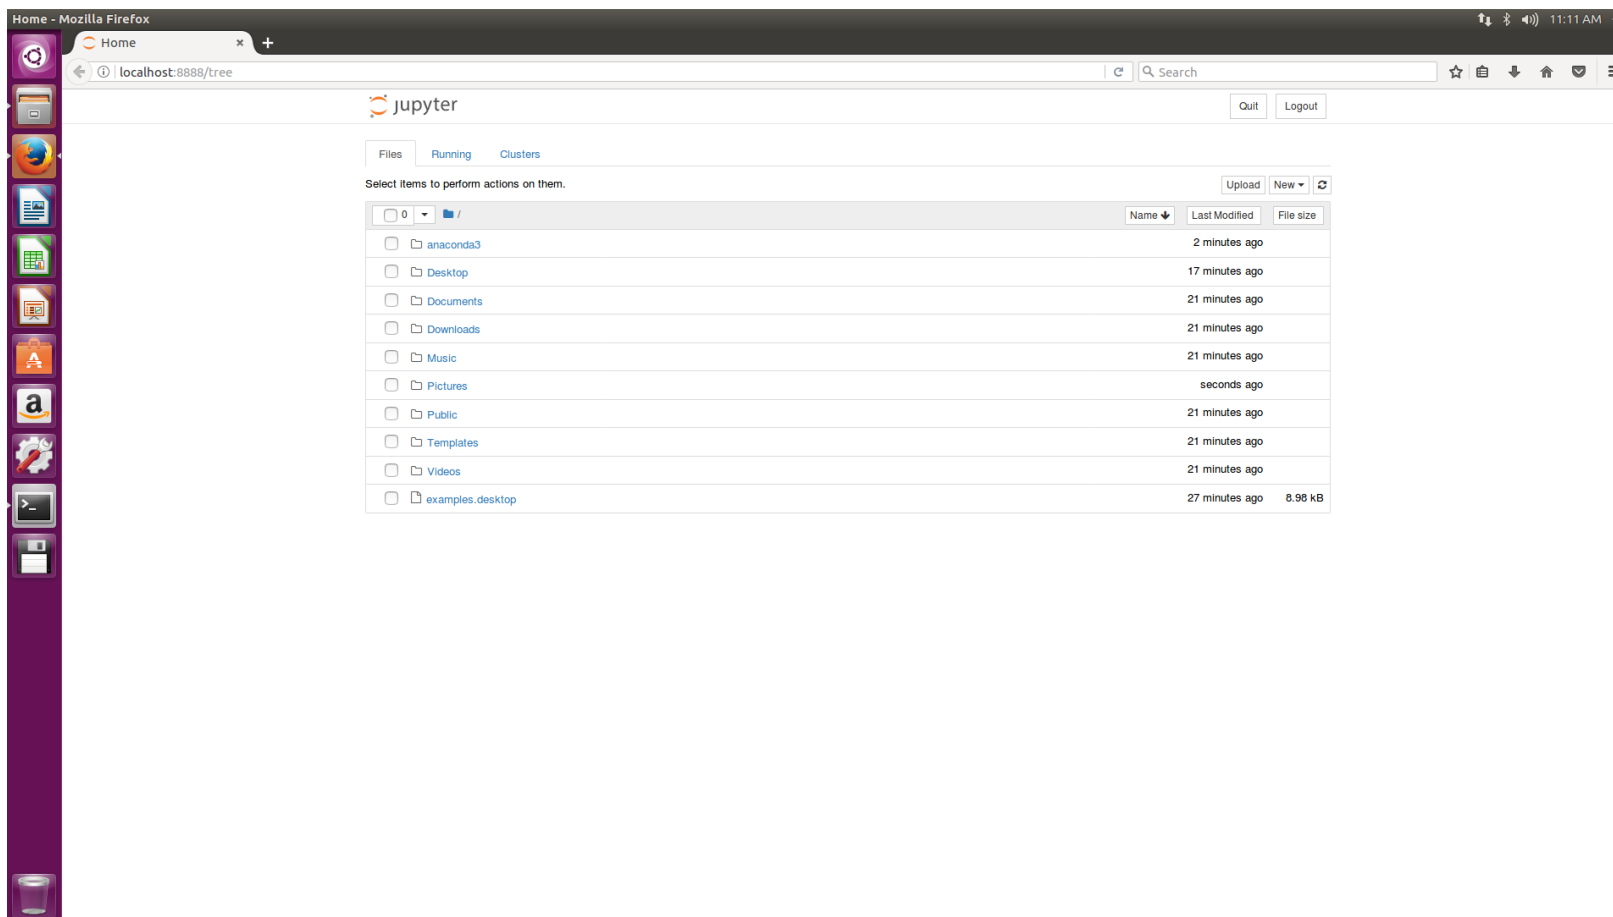 Home - Mozilla Firefox 11:11 AM
Home × +
localhost:8888/tree Search
jupyter Quit Logout
Files Running Clusters
Select items to perform actions on them. Upload New
0 / Name Last Modified File size
anaconda3 2 minutes ago
Desktop 17 minutes ago
Documents 21 minutes ago
Downloads 21 minutes ago
Music 21 minutes ago
Pictures seconds ago
Public 21 minutes ago
Templates 21 minutes ago
Videos 21 minutes ago
examples.desktop 27 minutes ago 8.98 kB